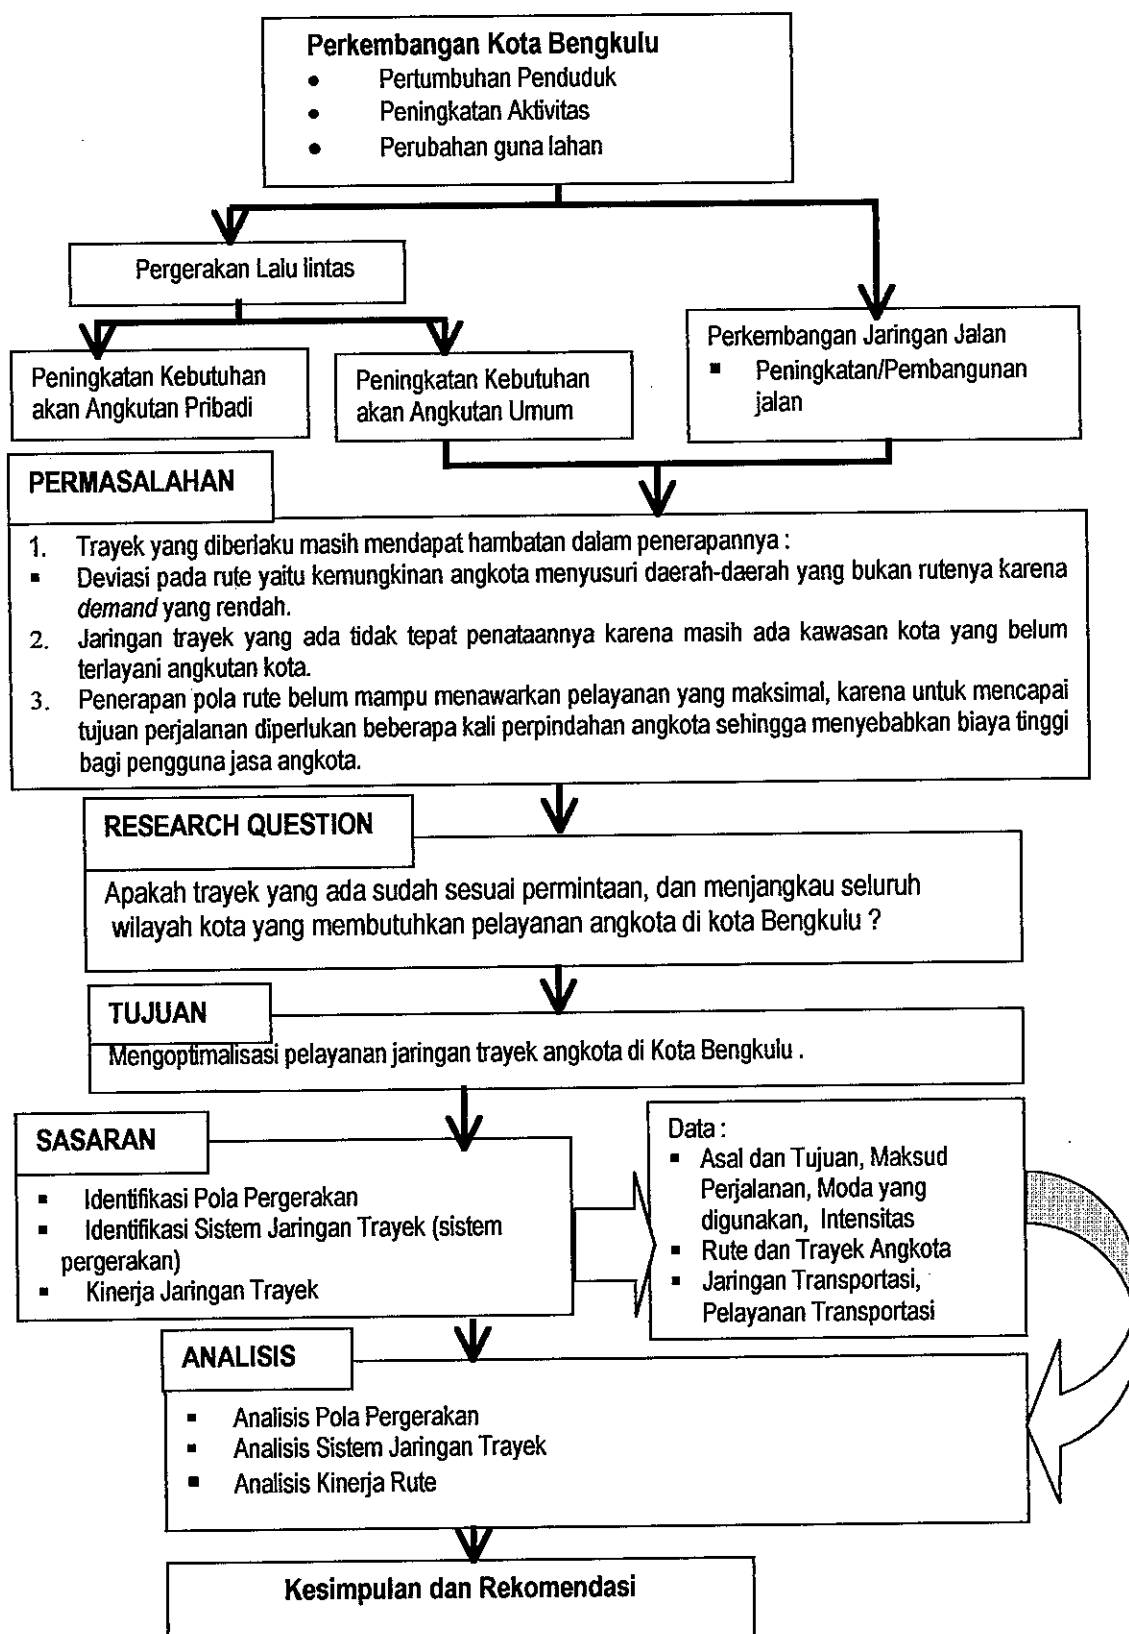 Perkembangan Kota Bengkulu
• Pertumbuhan Penduduk
• Peningkatan Aktivitas
• Perubahan guna lahan
Pergerakan Lalu lintas
Peningkatan Kebutuhan
akan Angkutan Pribadi
Peningkatan Kebutuhan
akan Angkutan Umum
Perkembangan Jaringan Jalan
▪ Peningkatan/Pembangunan
jalan
PERMASALAHAN
1. Trayek yang diberlaku masih mendapat hambatan dalam penerapannya :
▪ Deviasi pada rute yaitu kemungkinan angkota menyusuri daerah-daerah yang bukan rutenya karena
demand yang rendah.
2. Jaringan trayek yang ada tidak tepat penataannya karena masih ada kawasan kota yang belum
terlayani angkutan kota.
3. Penerapan pola rute belum mampu menawarkan pelayanan yang maksimal, karena untuk mencapai
tujuan perjalanan diperlukan beberapa kali perpindahan angkota sehingga menyebabkan biaya tinggi
bagi pengguna jasa angkota.
RESEARCH QUESTION
Apakah trayek yang ada sudah sesuai permintaan, dan menjangkau seluruh
wilayah kota yang membutuhkan pelayanan angkota di kota Bengkulu ?
TUJUAN
Mengoptimalisasi pelayanan jaringan trayek angkota di Kota Bengkulu .
SASARAN
▪ Identifikasi Pola Pergerakan
▪ Identifikasi Sistem Jaringan Trayek (sistem
pergerakan)
▪ Kinerja Jaringan Trayek
Data :
▪ Asal dan Tujuan, Maksud
Perjalanan, Moda yang
digunakan, Intensitas
▪ Rute dan Trayek Angkota
▪ Jaringan Transportasi,
Pelayanan Transportasi
ANALISIS
▪ Analisis Pola Pergerakan
▪ Analisis Sistem Jaringan Trayek
▪ Analisis Kinerja Rute
Kesimpulan dan Rekomendasi